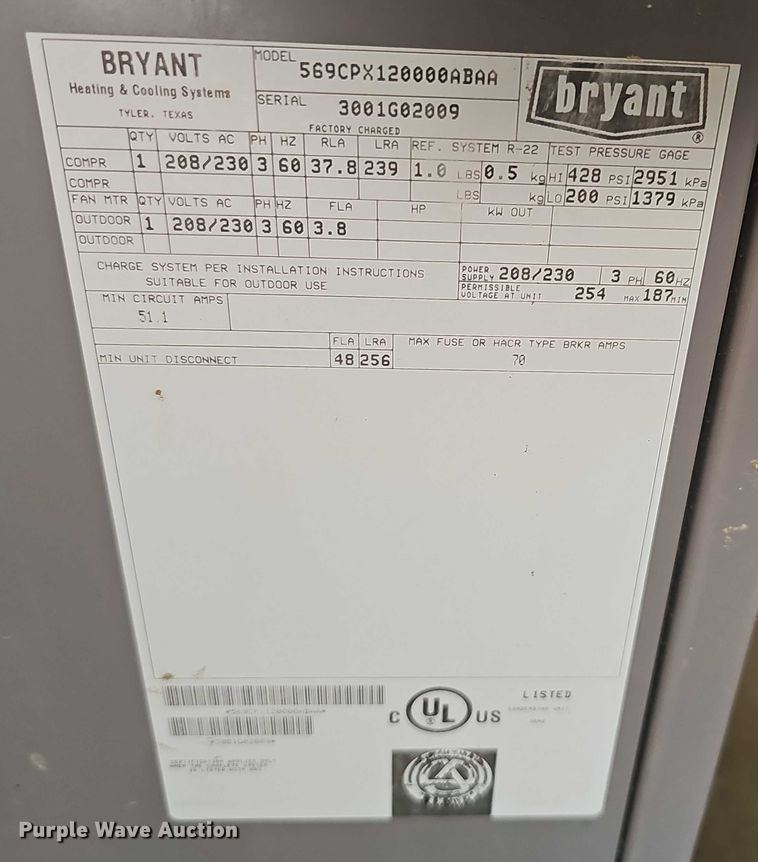 BRYANT
Heating & Cooling Systems
TYLER, TEXAS
MODEL 569CPX120000ABAA
SERIAL 3001G02009
bryant ®
FACTORY CHARGED
QTY VOLTS AC PH HZ RLA LRA REF. SYSTEM R-22 TEST PRESSURE GAGE
COMPR 1 208/230 3 60 37.8 239 1.0 LBS 0.5 kg HI 428 PSI 2951 kPa
COMPR LBS kg LO 200 PSI 1379 kPa
FAN MTR QTY VOLTS AC PH HZ FLA HP KW OUT
OUTDOOR 1 208/230 3 60 3.8
OUTDOOR
CHARGE SYSTEM PER INSTALLATION INSTRUCTIONS
SUITABLE FOR OUTDOOR USE
POWER SUPPLY 208/230 3 PH 60 HZ
PERMISSIBLE VOLTAGE AT UNIT 254 MAX 187 MIN
MIN CIRCUIT AMPS
51.1
FLA LRA MAX FUSE OR HACR TYPE BRKR AMPS
MIN UNIT DISCONNECT 48 256 70
*569CPX120000ABAA*
*3001G02009*
C UL ® US
LISTED
Purple Wave Auction